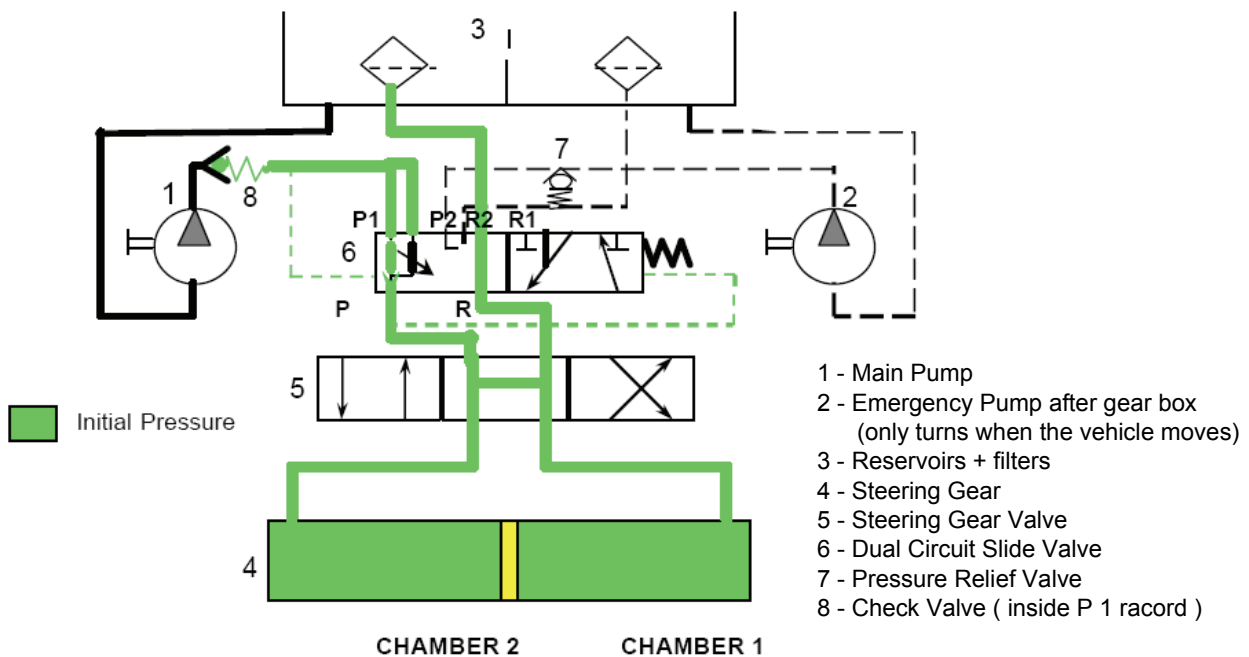 3
7
1
8
2
P1
P2
R2
R1
6
P
R
5
Initial Pressure
4
CHAMBER 2
CHAMBER 1
1 - Main Pump
2 - Emergency Pump after gear box
(only turns when the vehicle moves)
3 - Reservoirs + filters
4 - Steering Gear
5 - Steering Gear Valve
6 - Dual Circuit Slide Valve
7 - Pressure Relief Valve
8 - Check Valve ( inside P 1 racord )